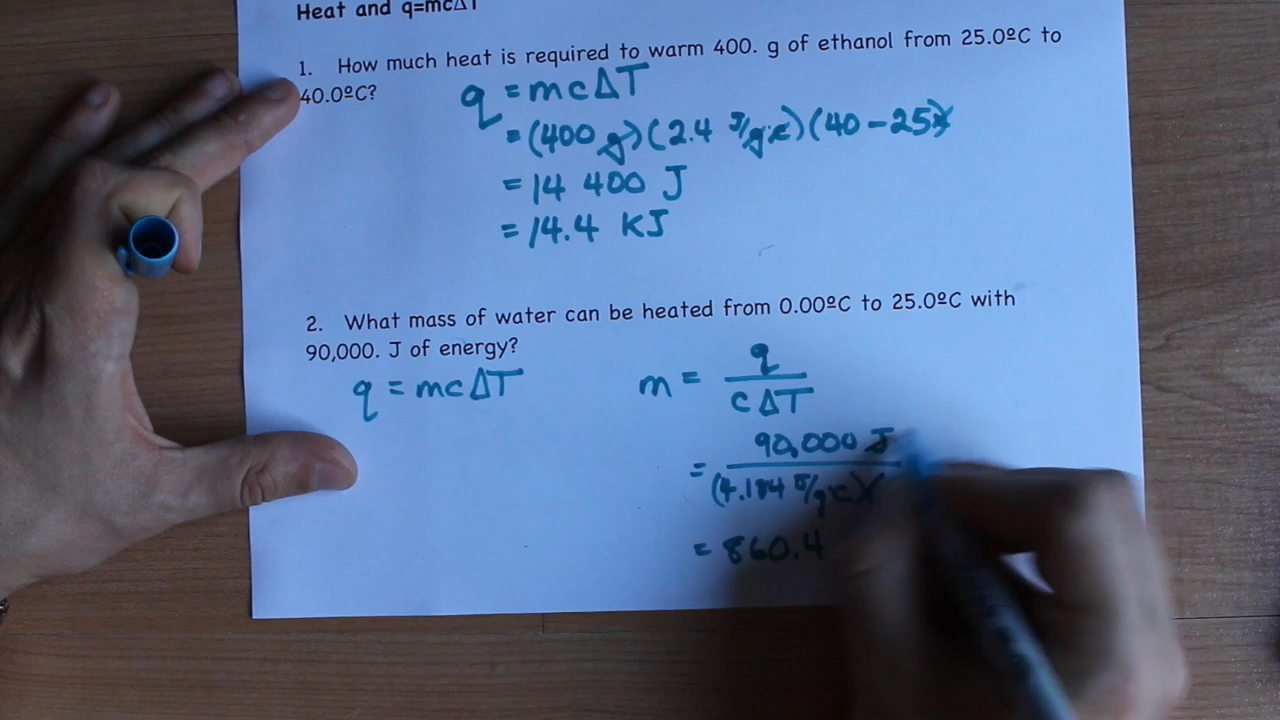 Heat and q=mcΔT
1. How much heat is required to warm 400. g of ethanol from 25.0ºC to
40.0ºC?
q = mcΔT
= (400 g)(2.4 J/g·c)(40 - 25)
= 14 400 J
= 14.4 KJ
2. What mass of water can be heated from 0.00ºC to 25.0ºC with
90,000. J of energy?
q = mcΔT
m = q
cΔT
= 90,000 J
(4.184 J/g·c)(
= 860.4